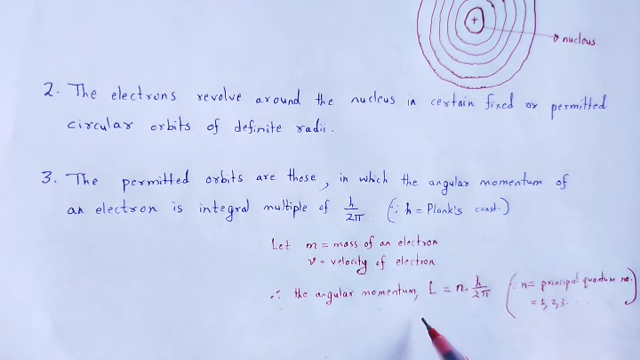 +
nucleus
2. The electrons revolve around the nucleus in certain fixed or permitted
circular orbits of definite radii.
3. The permitted orbits are those, in which the angular momentum of
an electron is integral multiple of h/2π. (∵ h = Plank's const.)
Let m = mass of an electron
v = velocity of electron
∴ the angular momentum, L = n. h/2π (∵ n = principal quantum no.
= 1, 2, 3. . . .)